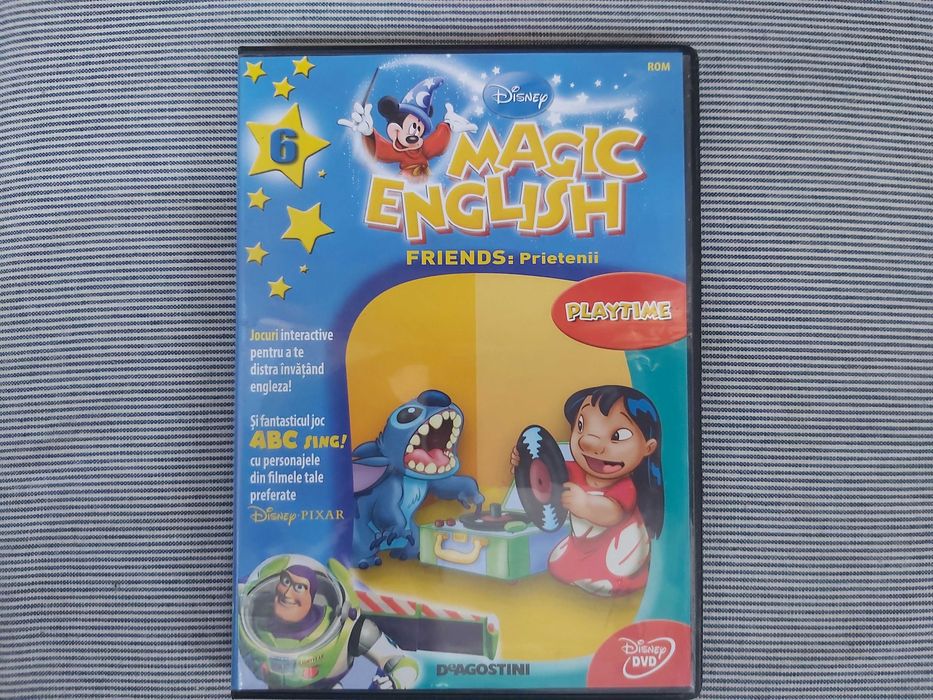 ROM
6
Disney
MAGIC
ENGLISH
FRIENDS: Prietenii
PLAYTIME
Jocuri interactive
pentru a te
distra învățând
engleza!
Și fantasticul joc
ABC SING!
cu personajele
din filmele tale
preferate
Disney·PIXAR
DeAGOSTINI
Disney
DVD